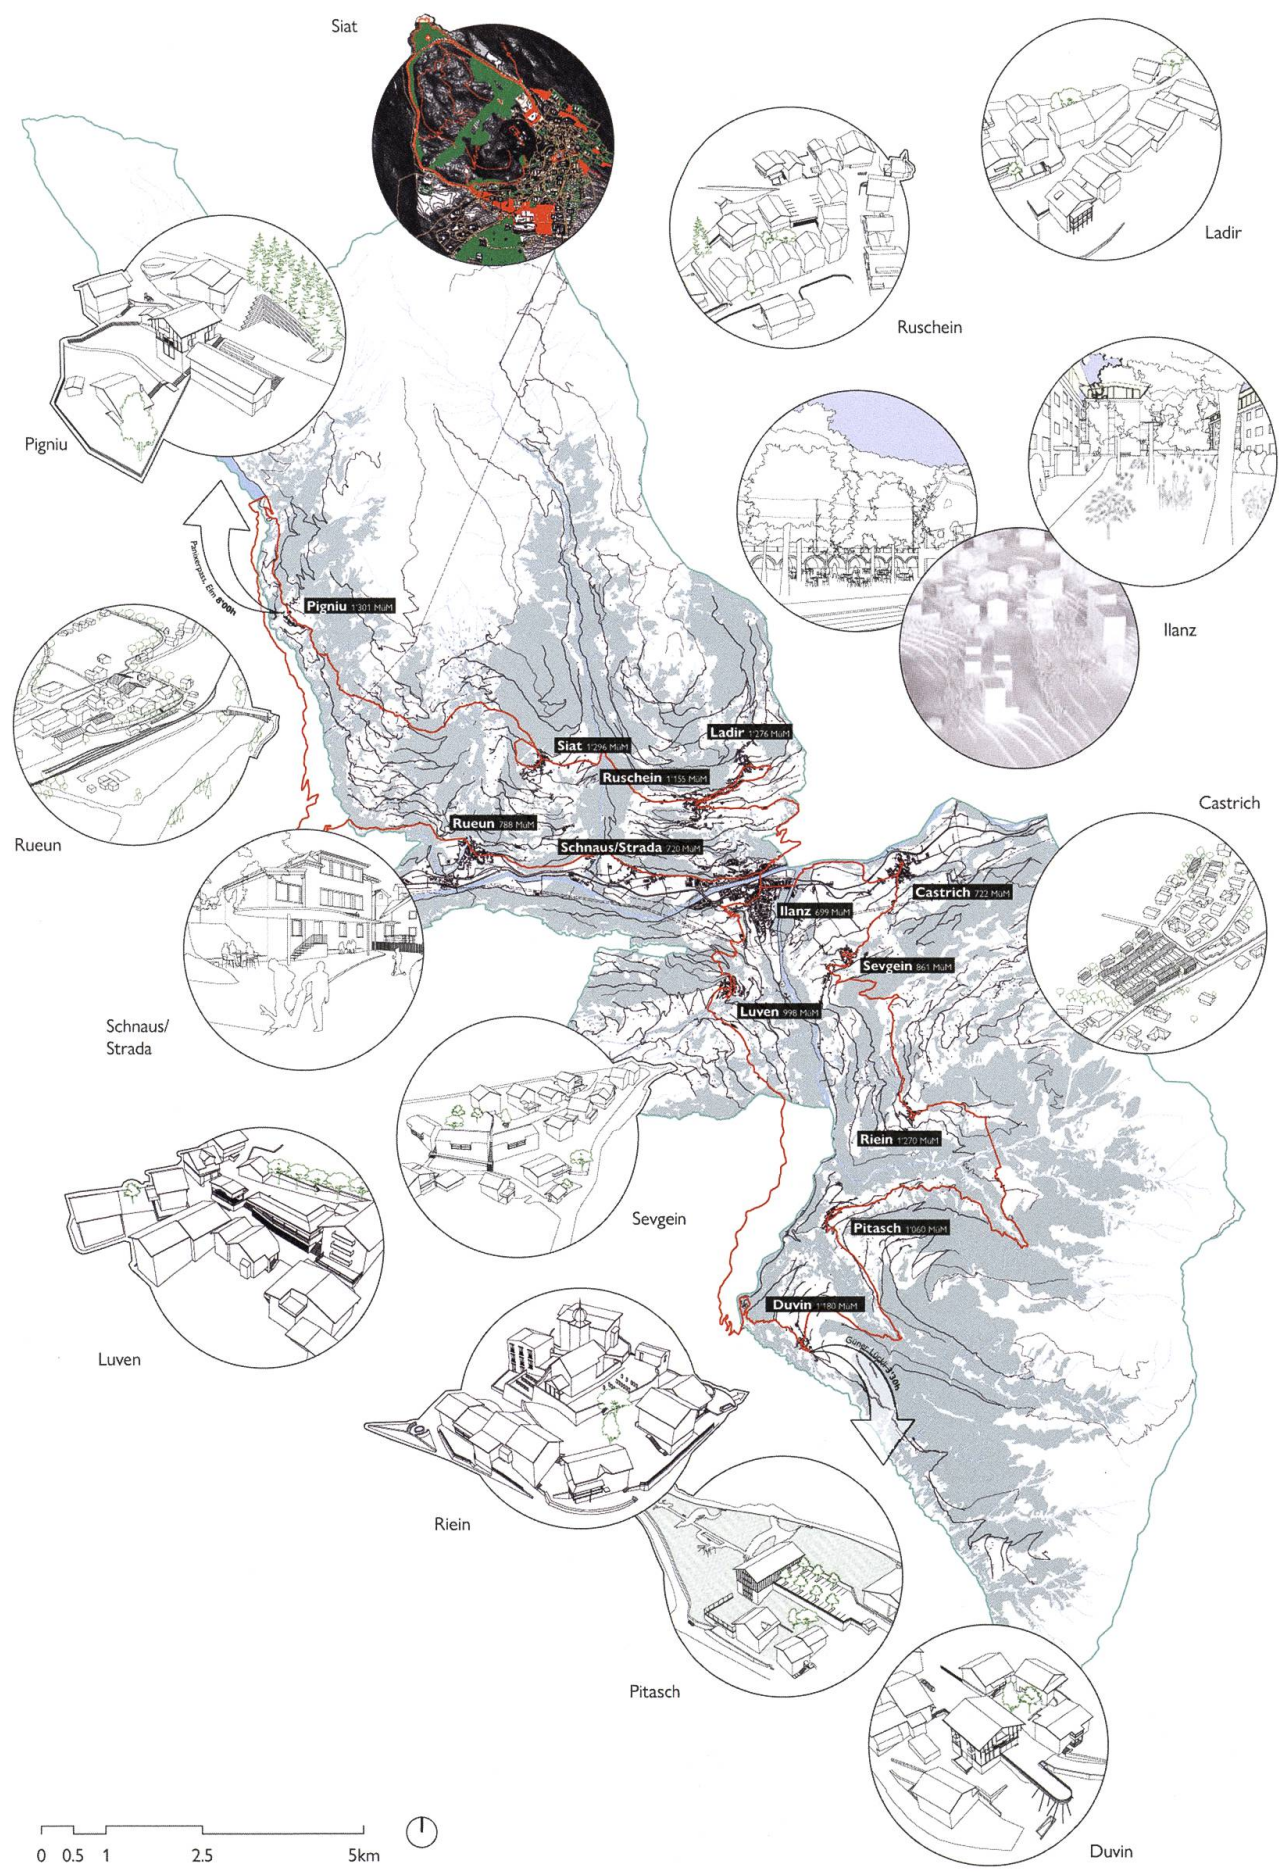 Siat
Ladir
Ruschein
Pigniu
Panixerpass, Elm 8'00h
Pigniu 1'301 MüM
Ilanz
Ladir 1'276 MüM
Siat 1'296 MüM
Ruschein 1'155 MüM
Castrich
Rueun 788 MüM
Rueun
Schnaus/Strada 720 MüM
Castrich 722 MüM
Ilanz 699 MüM
Sevgein 861 MüM
Luven 998 MüM
Schnaus/
Strada
Riein 1'270 MüM
Sevgein
Pitasch 1'060 MüM
Duvin 1'180 MüM
Luven
3'30h
Riein
Pitasch
Duvin
0 0.5 1 2.5 5km